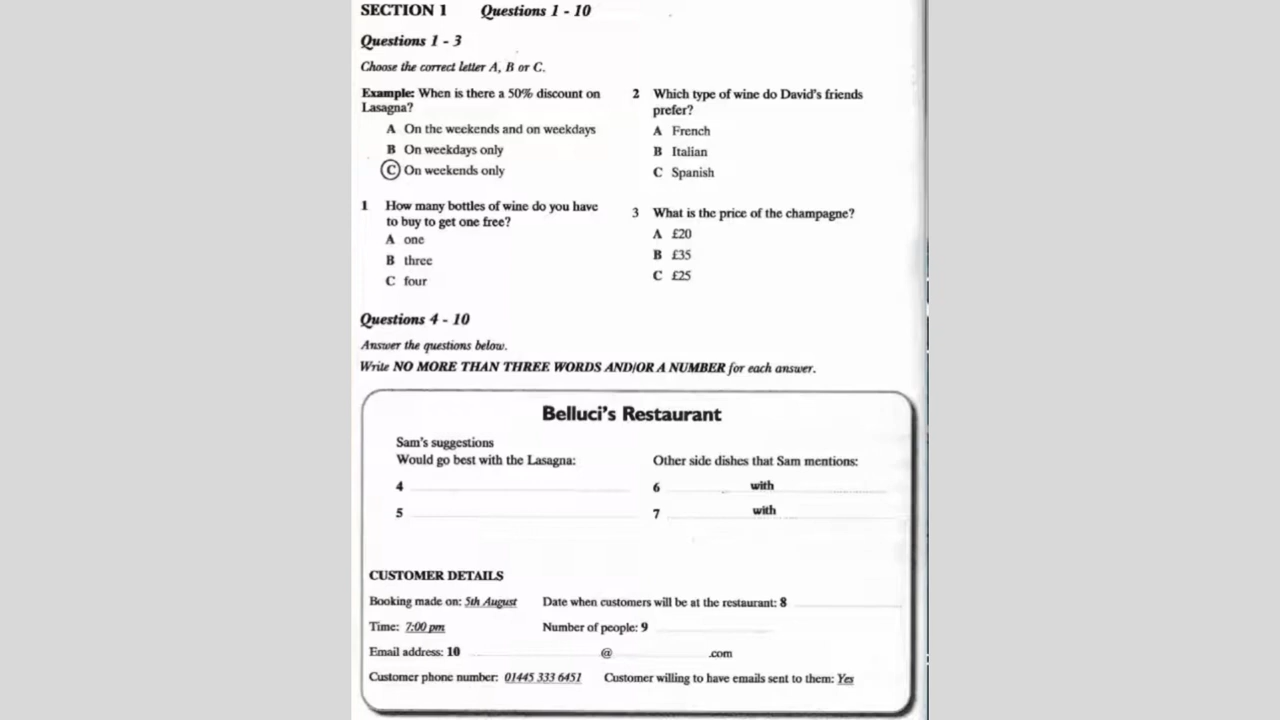 SECTION 1 Questions 1 - 10
Questions 1 - 3
Choose the correct letter A, B or C.
Example: When is there a 50% discount on
Lasagna?
A On the weekends and on weekdays
B On weekdays only
C On weekends only
1 How many bottles of wine do you have
to buy to get one free?
A one
B three
C four
2 Which type of wine do David's friends
prefer?
A French
B Italian
C Spanish
3 What is the price of the champagne?
A £20
B £35
C £25
Questions 4 - 10
Answer the questions below.
Write NO MORE THAN THREE WORDS AND/OR A NUMBER for each answer.
Belluci's Restaurant
Sam's suggestions
Would go best with the Lasagna:
4
5
Other side dishes that Sam mentions:
6 with
7 with
CUSTOMER DETAILS
Booking made on: 5th August Date when customers will be at the restaurant: 8
Time: 7:00 pm Number of people: 9
Email address: 10 @ .com
Customer phone number: 01445 333 6451 Customer willing to have emails sent to them: Yes